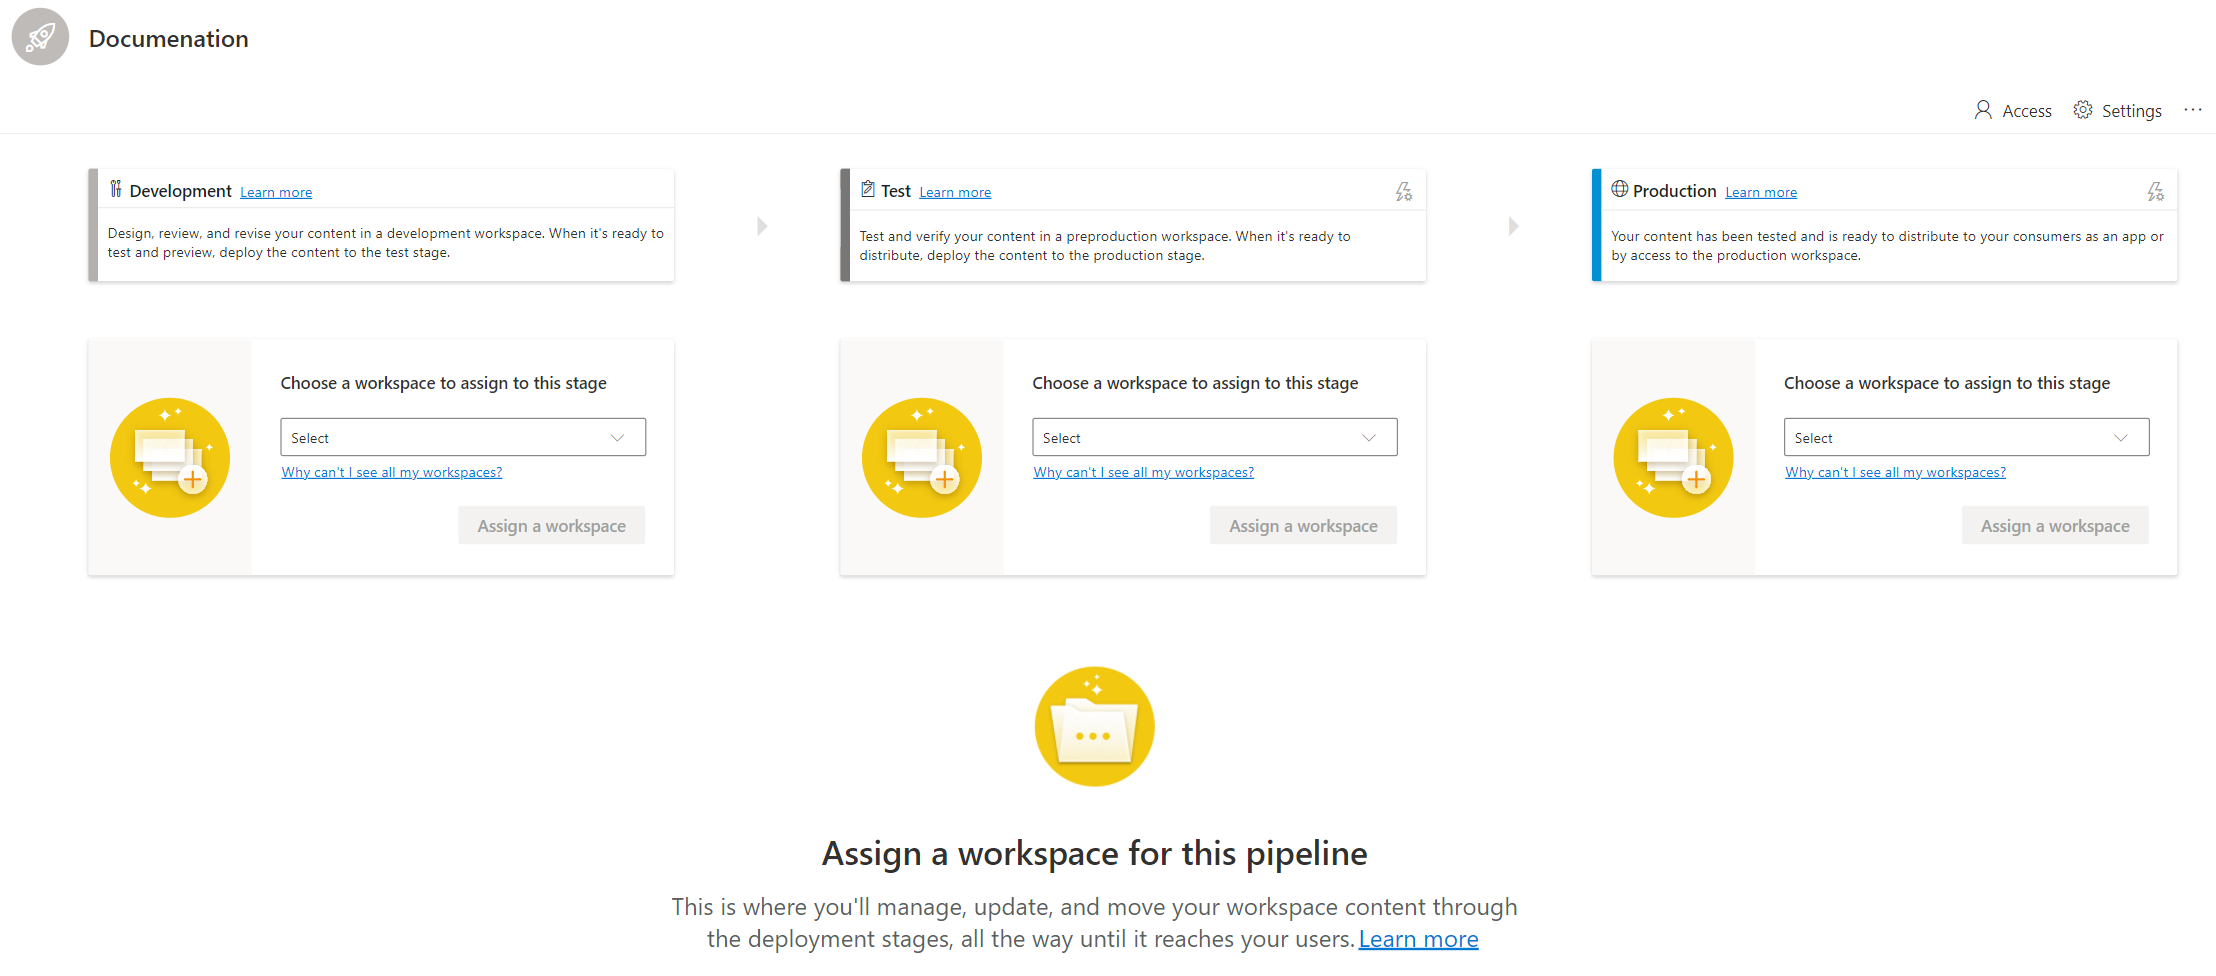 Documenation
Access Settings
Development Learn more
Design, review, and revise your content in a development workspace. When it's ready to
test and preview, deploy the content to the test stage.
Test Learn more
Test and verify your content in a preproduction workspace. When it's ready to
distribute, deploy the content to the production stage.
Production Learn more
Your content has been tested and is ready to distribute to your consumers as an app or
by access to the production workspace.
Choose a workspace to assign to this stage
Select
Why can't I see all my workspaces?
Assign a workspace
Choose a workspace to assign to this stage
Select
Why can't I see all my workspaces?
Assign a workspace
Choose a workspace to assign to this stage
Select
Why can't I see all my workspaces?
Assign a workspace
Assign a workspace for this pipeline
This is where you'll manage, update, and move your workspace content through
the deployment stages, all the way until it reaches your users. Learn more